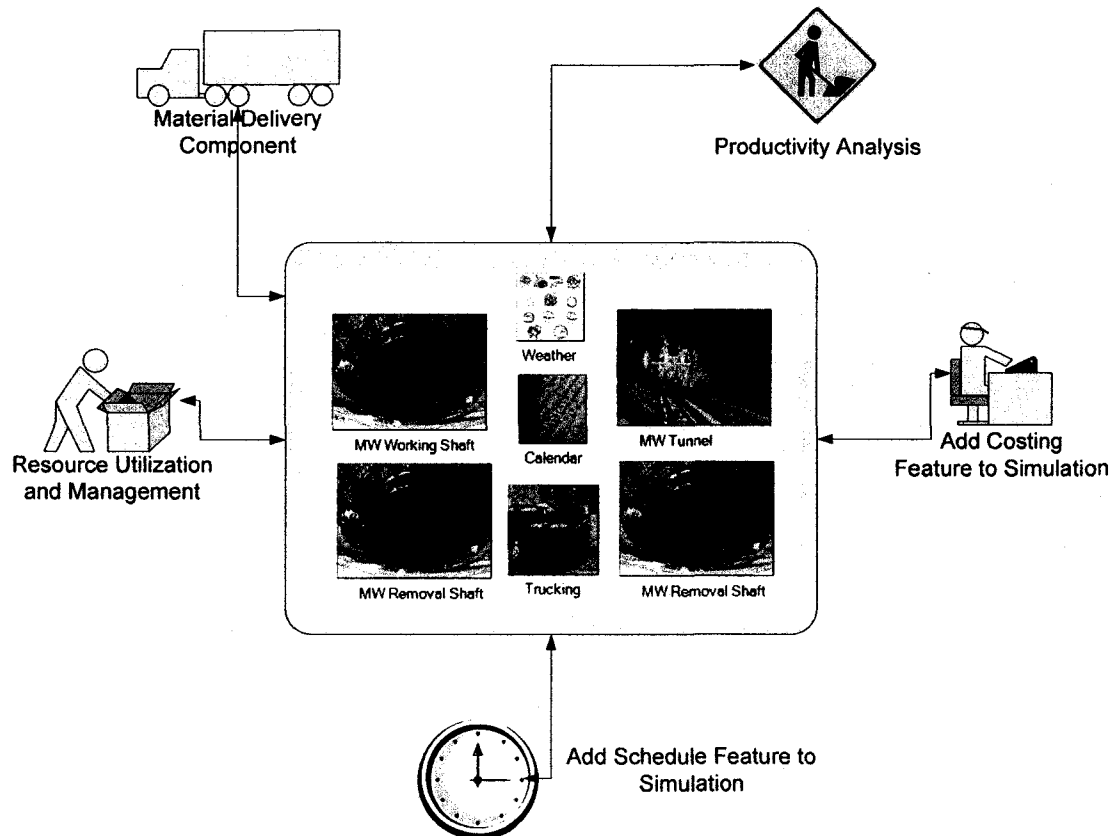 Material Delivery
Component
Productivity Analysis
Weather
MW Working Shaft
Calendar
MW Tunnel
MW Removal Shaft
Trucking
MW Removal Shaft
Resource Utilization
and Management
Add Costing
Feature to Simulation
Add Schedule Feature to
Simulation